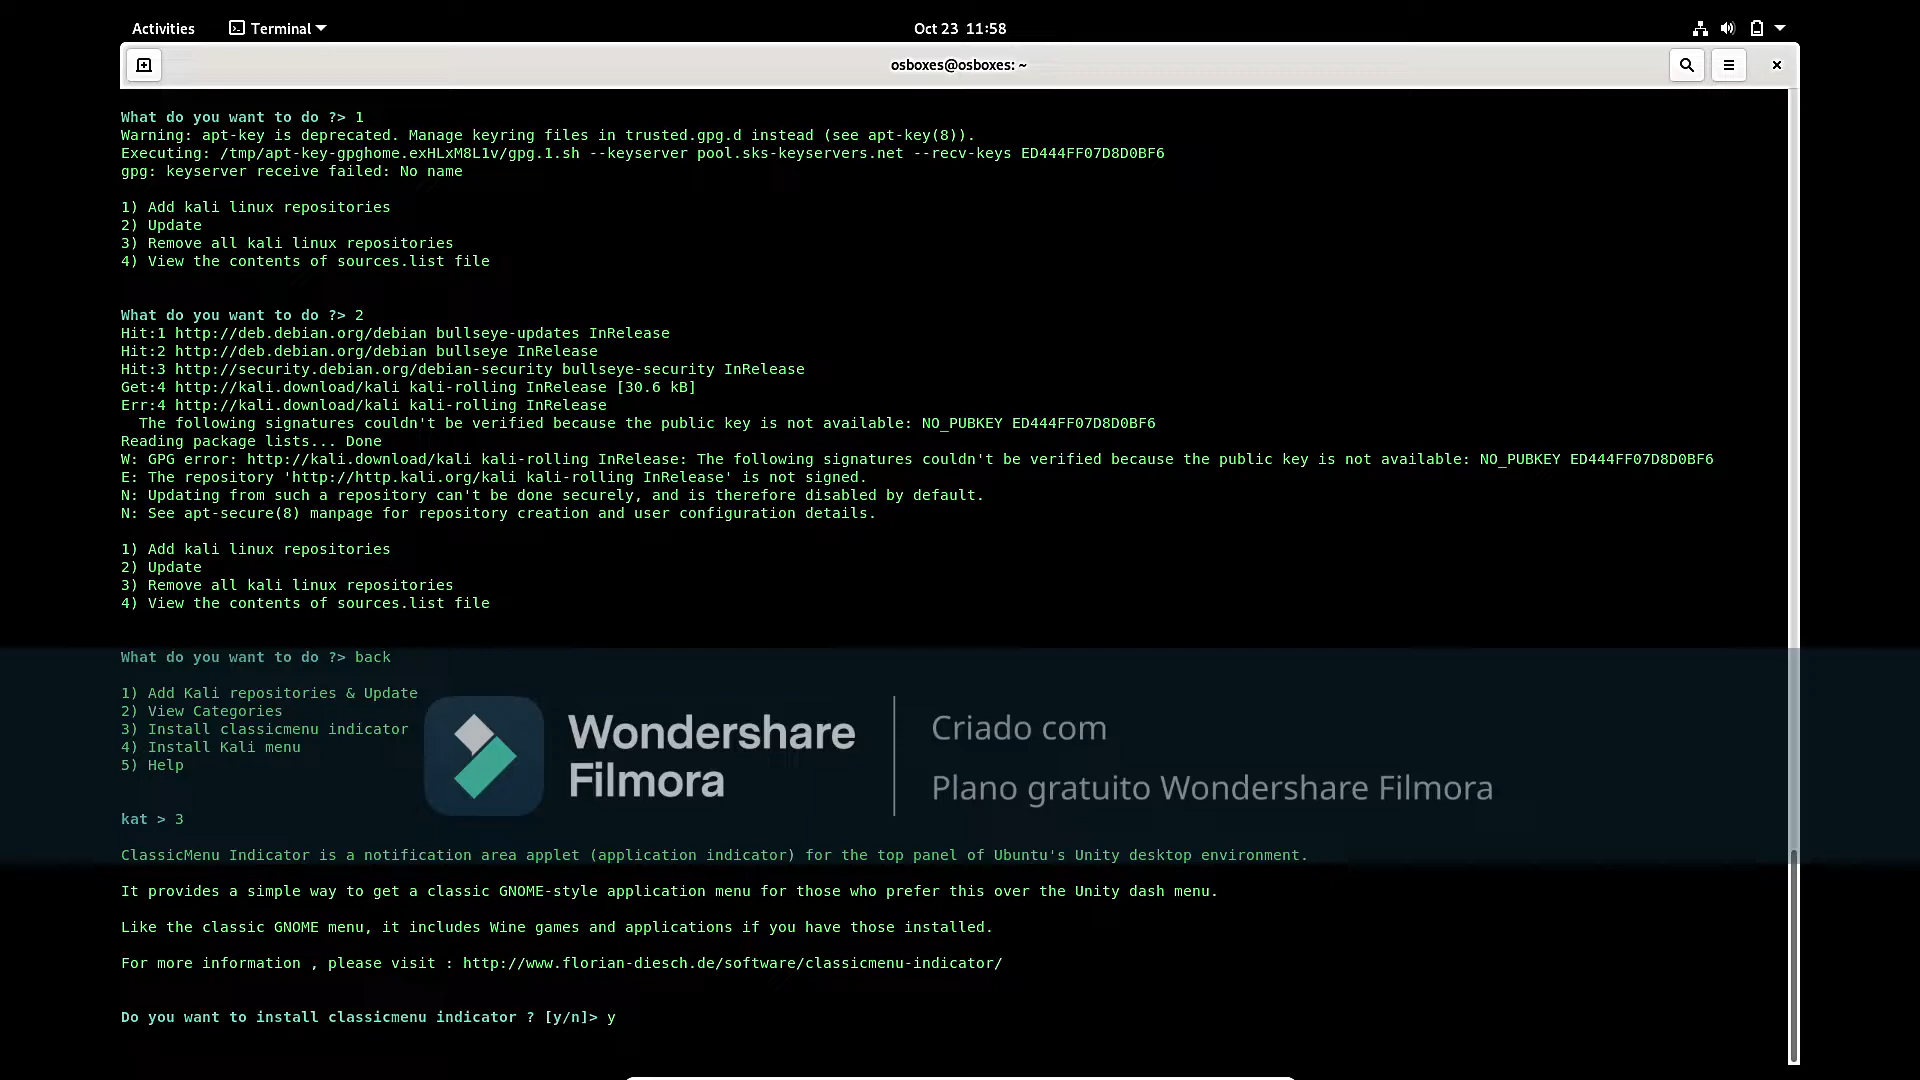 Activities Terminal Oct 23 11:58
osboxes@osboxes: ~
What do you want to do ?> 1
Warning: apt-key is deprecated. Manage keyring files in trusted.gpg.d instead (see apt-key(8)).
Executing: /tmp/apt-key-gpghome.exHLxM8L1v/gpg.1.sh --keyserver pool.sks-keyservers.net --recv-keys ED444FF07D8D0BF6
gpg: keyserver receive failed: No name
1) Add kali linux repositories
2) Update
3) Remove all kali linux repositories
4) View the contents of sources.list file
What do you want to do ?> 2
Hit:1 http://deb.debian.org/debian bullseye-updates InRelease
Hit:2 http://deb.debian.org/debian bullseye InRelease
Hit:3 http://security.debian.org/debian-security bullseye-security InRelease
Get:4 http://kali.download/kali kali-rolling InRelease [30.6 kB]
Err:4 http://kali.download/kali kali-rolling InRelease
The following signatures couldn't be verified because the public key is not available: NO_PUBKEY ED444FF07D8D0BF6
Reading package lists... Done
W: GPG error: http://kali.download/kali kali-rolling InRelease: The following signatures couldn't be verified because the public key is not available: NO_PUBKEY ED444FF07D8D0BF6
E: The repository 'http://http.kali.org/kali kali-rolling InRelease' is not signed.
N: Updating from such a repository can't be done securely, and is therefore disabled by default.
N: See apt-secure(8) manpage for repository creation and user configuration details.
1) Add kali linux repositories
2) Update
3) Remove all kali linux repositories
4) View the contents of sources.list file
What do you want to do ?> back
1) Add Kali repositories & Update
2) View Categories
3) Install classicmenu indicator
4) Install Kali menu
5) Help
Wondershare
Filmora
Criado com
Plano gratuito Wondershare Filmora
kat > 3
ClassicMenu Indicator is a notification area applet (application indicator) for the top panel of Ubuntu's Unity desktop environment.
It provides a simple way to get a classic GNOME-style application menu for those who prefer this over the Unity dash menu.
Like the classic GNOME menu, it includes Wine games and applications if you have those installed.
For more information , please visit : http://www.florian-diesch.de/software/classicmenu-indicator/
Do you want to install classicmenu indicator ? [y/n]> y